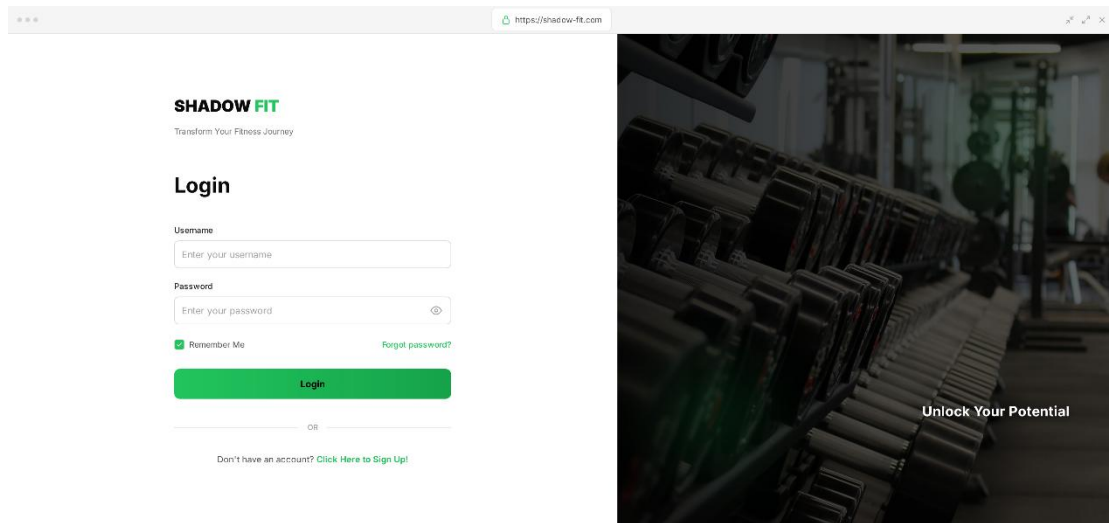 https://shadow-fit.com
SHADOW FIT
Transform Your Fitness Journey
Login
Username
Enter your username
Password
Enter your password
Remember Me Forgot password?
Login
OR
Don't have an account? Click Here to Sign Up!
Unlock Your Potential